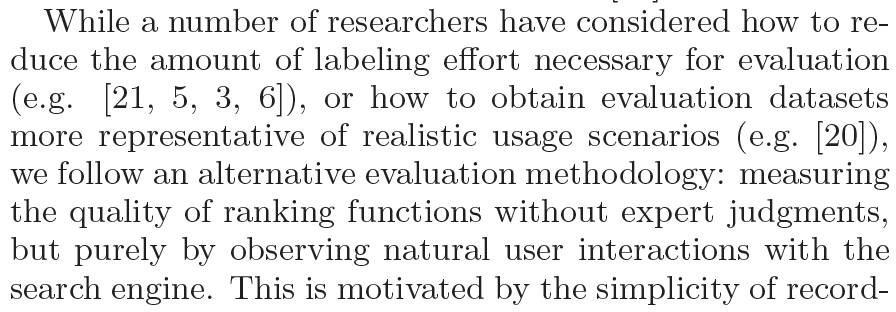 While a number of researchers have considered how to re-
duce the amount of labeling effort necessary for evaluation
(e.g. [21, 5, 3, 6]), or how to obtain evaluation datasets
more representative of realistic usage scenarios (e.g. [20]),
we follow an alternative evaluation methodology: measuring
the quality of ranking functions without expert judgments,
but purely by observing natural user interactions with the
search engine. This is motivated by the simplicity of record-